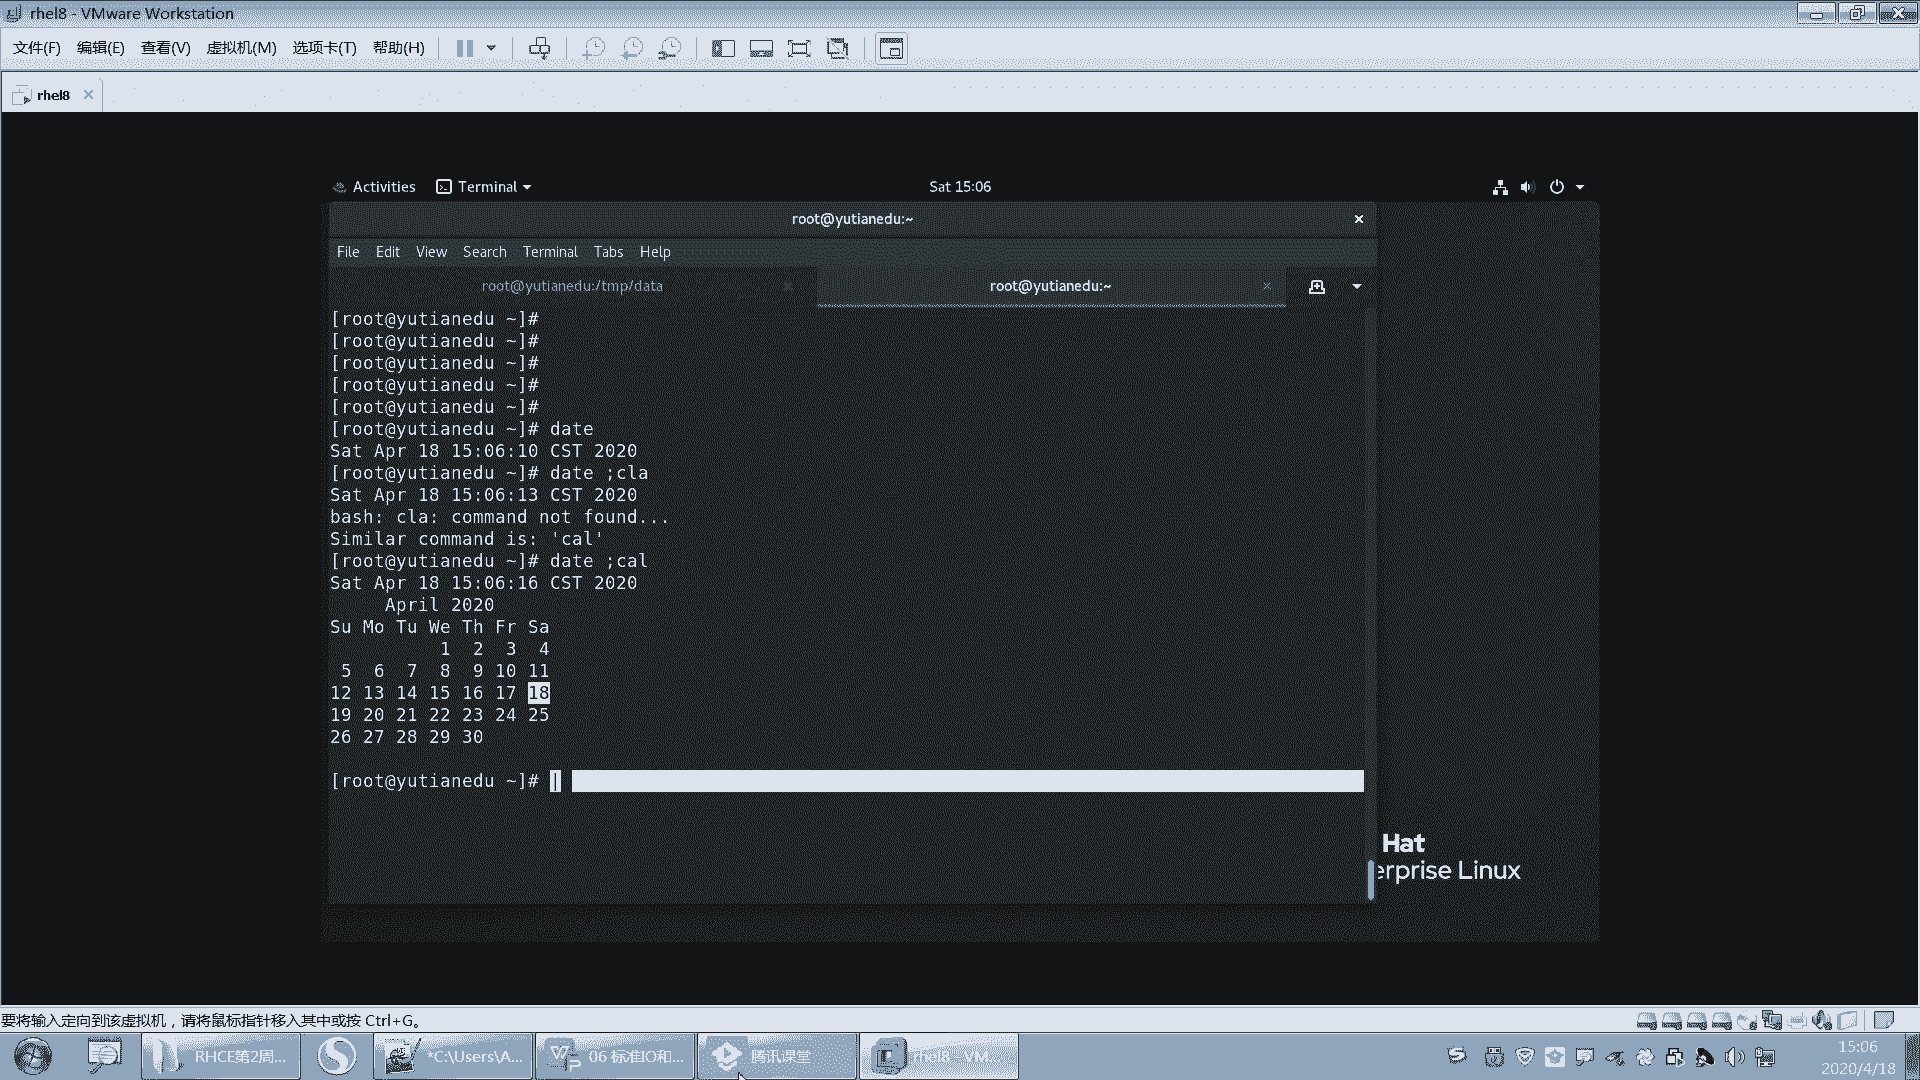 rhel8 - VMware Workstation
文件(F) 编辑(E) 查看(V) 虚拟机(M) 选项卡(T) 帮助(H)
rhel8
Activities Terminal Sat 15:06
root@yutianedu:~
File Edit View Search Terminal Tabs Help
root@yutianedu:/tmp/data root@yutianedu:~
[root@yutianedu ~]#
[root@yutianedu ~]#
[root@yutianedu ~]#
[root@yutianedu ~]#
[root@yutianedu ~]#
[root@yutianedu ~]# date
Sat Apr 18 15:06:10 CST 2020
[root@yutianedu ~]# date ;cla
Sat Apr 18 15:06:13 CST 2020
bash: cla: command not found...
Similar command is: 'cal'
[root@yutianedu ~]# date ;cal
Sat Apr 18 15:06:16 CST 2020
April 2020
Su Mo Tu We Th Fr Sa
1 2 3 4
5 6 7 8 9 10 11
12 13 14 15 16 17 18
19 20 21 22 23 24 25
26 27 28 29 30
[root@yutianedu ~]# |
Hat
erprise Linux
要将输入定向到该虚拟机，请将鼠标指针移入其中或按 Ctrl+G。
RHCE第2周... *C:\Users\A... 06 标准IO和... 腾讯课堂 rhel8 - VM... 15:06
2020/4/18